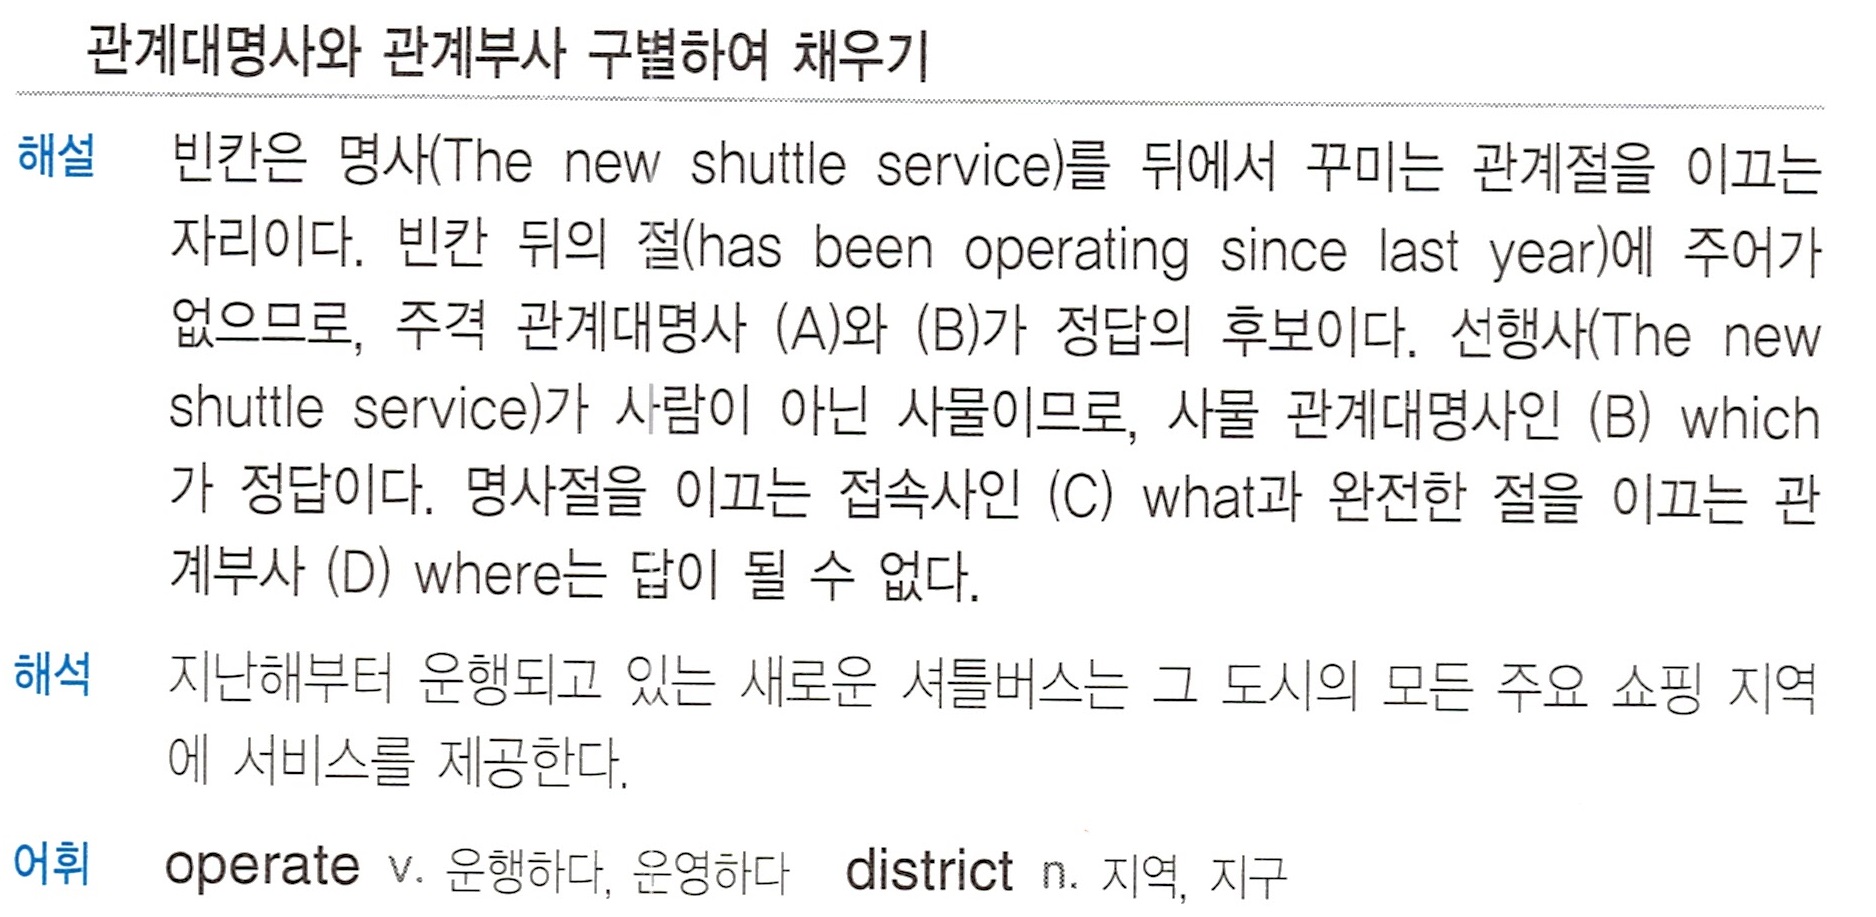 관계대명사와 관계부사 구별하여 채우기
해설 빈칸은 명사(The new shuttle service)를 뒤에서 꾸미는 관계절을 이끄는
자리이다. 빈칸 뒤의 절(has been operating since last year)에 주어가
없으므로, 주격 관계대명사 (A)와 (B)가 정답의 후보이다. 선행사(The new
shuttle service)가 사람이 아닌 사물이므로, 사물 관계대명사인 (B) which
가 정답이다. 명사절을 이끄는 접속사인 (C) what과 완전한 절을 이끄는 관
계부사 (D) where는 답이 될 수 없다.
해석 지난해부터 운행되고 있는 새로운 셔틀버스는 그 도시의 모든 주요 쇼핑 지역
에 서비스를 제공한다.
어휘 operate v. 운행하다, 운영하다 district n. 지역, 지구